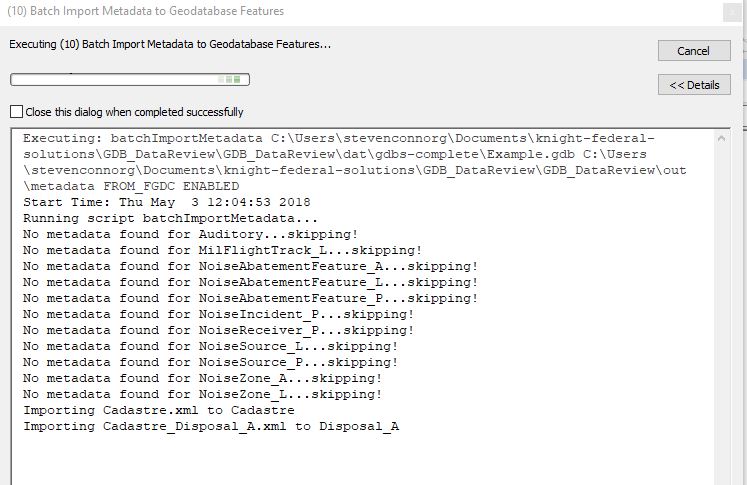 (10) Batch Import Metadata to Geodatabase Features
Executing (10) Batch Import Metadata to Geodatabase Features...
Cancel
<< Details
Close this dialog when completed successfully
Executing: batchImportMetadata C:\Users\stevenconnorg\Documents\knight-federal-
solutions\GDB_DataReview\GDB_DataReview\dat\gdbs-complete\Example.gdb C:\Users
\stevenconnorg\Documents\knight-federal-solutions\GDB_DataReview\GDB_DataReview\out
\metadata FROM_FGDC ENABLED
Start Time: Thu May  3 12:04:53 2018
Running script batchImportMetadata...
No metadata found for Auditory...skipping!
No metadata found for MilFlightTrack_L...skipping!
No metadata found for NoiseAbatementFeature_A...skipping!
No metadata found for NoiseAbatementFeature_L...skipping!
No metadata found for NoiseAbatementFeature_P...skipping!
No metadata found for NoiseIncident_P...skipping!
No metadata found for NoiseReceiver_P...skipping!
No metadata found for NoiseSource_L...skipping!
No metadata found for NoiseSource_P...skipping!
No metadata found for NoiseZone_A...skipping!
No metadata found for NoiseZone_L...skipping!
Importing Cadastre.xml to Cadastre
Importing Cadastre_Disposal_A.xml to Disposal_A